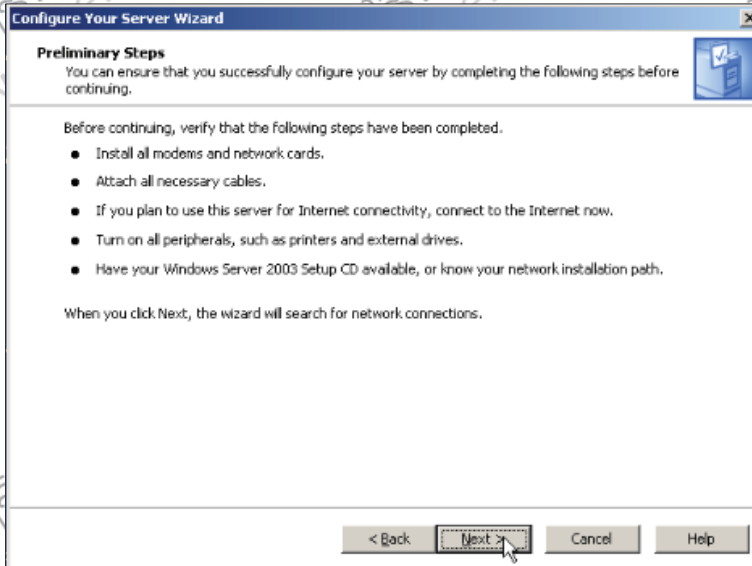 Configure Your Server Wizard
Preliminary Steps
You can ensure that you successfully configure your server by completing the following steps before
continuing.
Before continuing, verify that the following steps have been completed.
● Install all modems and network cards.
● Attach all necessary cables.
● If you plan to use this server for Internet connectivity, connect to the Internet now.
● Turn on all peripherals, such as printers and external drives.
● Have your Windows Server 2003 Setup CD available, or know your network installation path.
When you click Next, the wizard will search for network connections.
< Back Next > Cancel Help